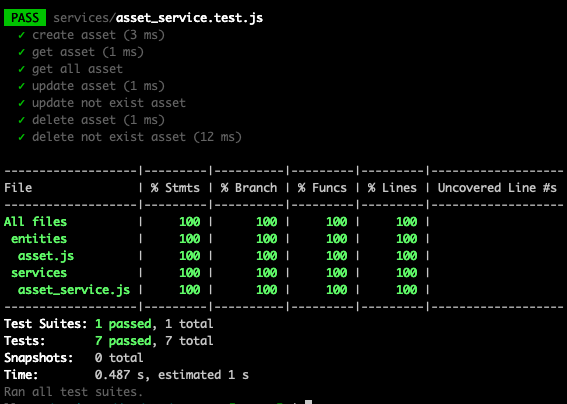 PASS services/asset_service.test.js
✓ create asset (3 ms)
✓ get asset (1 ms)
✓ get all asset
✓ update asset (1 ms)
✓ update not exist asset
✓ delete asset (1 ms)
✓ delete not exist asset (12 ms)
-------------------|---------|----------|---------|---------|-------------------
File               | % Stmts | % Branch | % Funcs | % Lines | Uncovered Line #s
-------------------|---------|----------|---------|---------|-------------------
All files          |     100 |      100 |     100 |     100 |
 entities          |     100 |      100 |     100 |     100 |
  asset.js         |     100 |      100 |     100 |     100 |
 services          |     100 |      100 |     100 |     100 |
  asset_service.js |     100 |      100 |     100 |     100 |
-------------------|---------|----------|---------|---------|-------------------
Test Suites: 1 passed, 1 total
Tests:       7 passed, 7 total
Snapshots:   0 total
Time:        0.487 s, estimated 1 s
Ran all test suites.